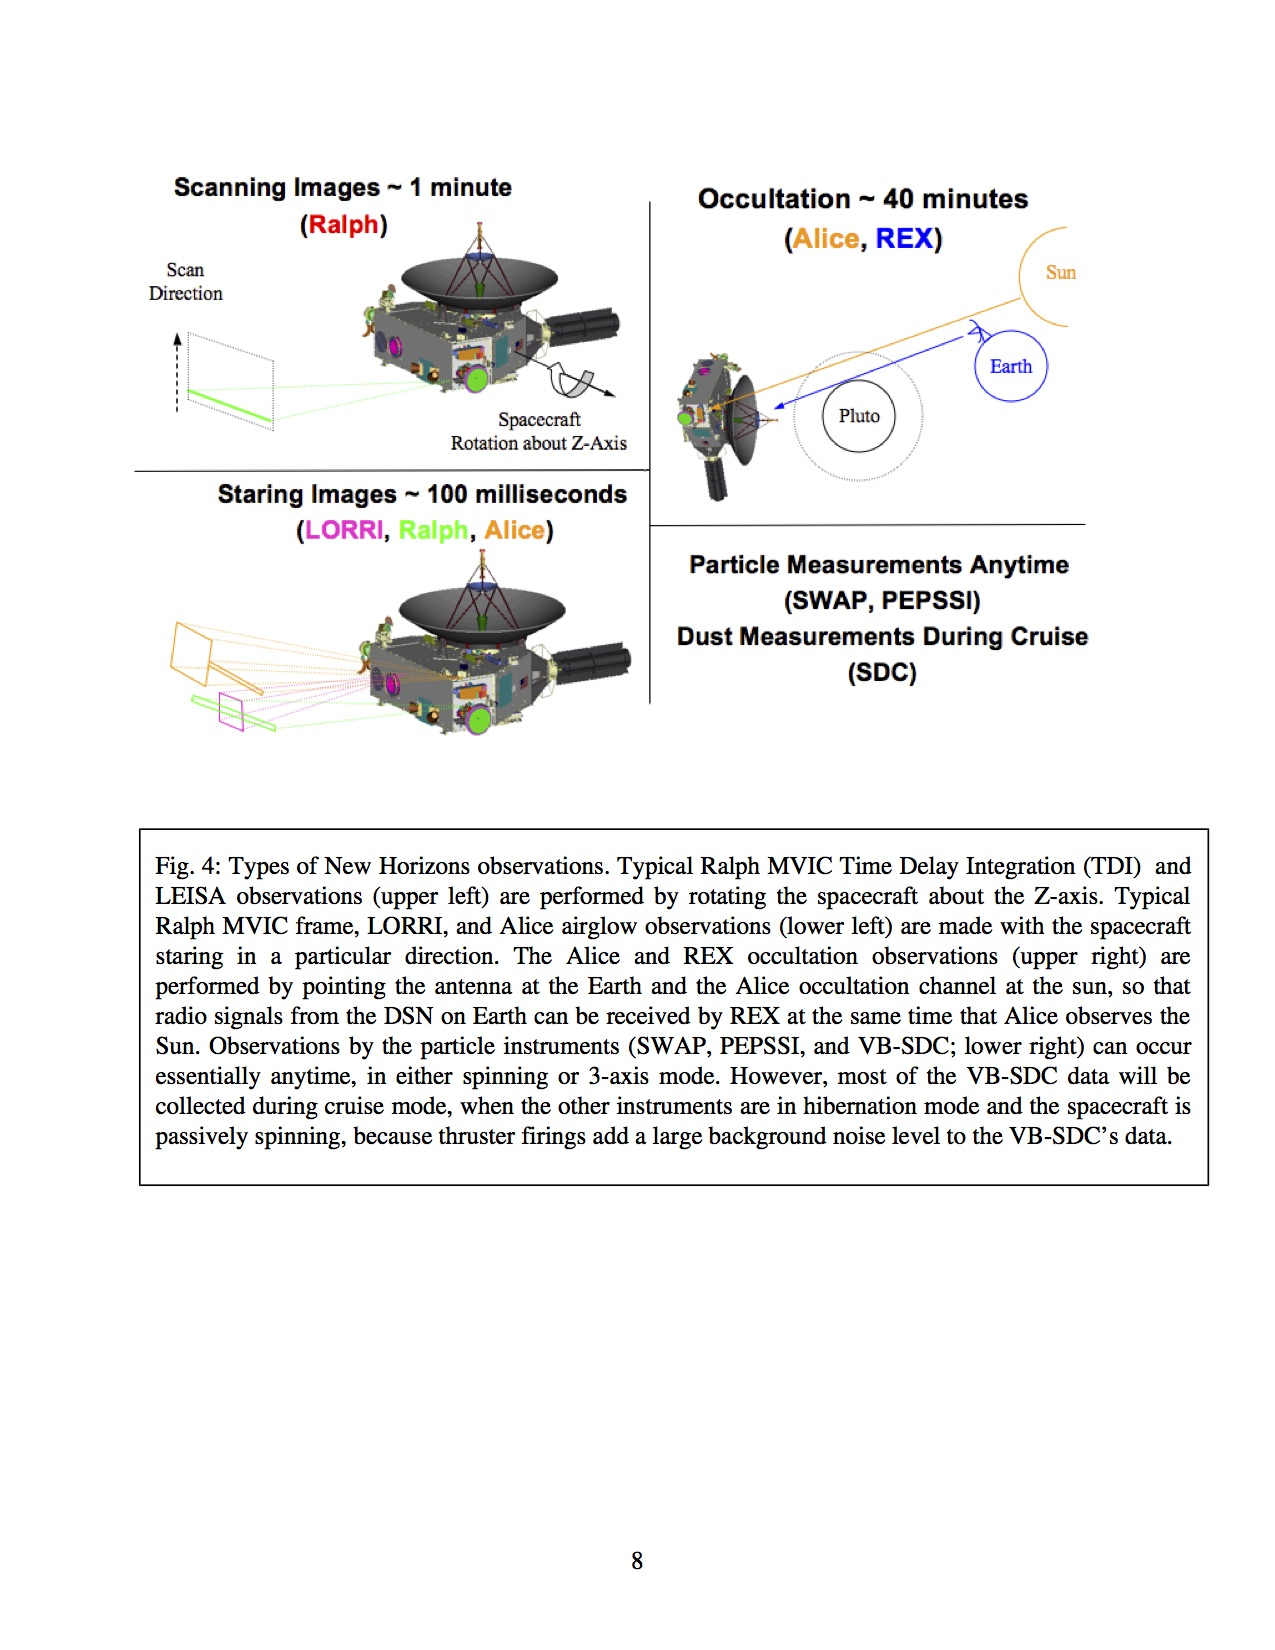 Scanning Images ~ 1 minute
(Ralph)
Scan
Direction
Spacecraft
Rotation about Z-Axis
Occultation ~ 40 minutes
(Alice, REX)
Sun
Earth
Pluto
Staring Images ~ 100 milliseconds
(LORRI, Ralph, Alice)
Particle Measurements Anytime
(SWAP, PEPSSI)
Dust Measurements During Cruise
(SDC)
Fig. 4: Types of New Horizons observations. Typical Ralph MVIC Time Delay Integration (TDI) and
LEISA observations (upper left) are performed by rotating the spacecraft about the Z-axis. Typical
Ralph MVIC frame, LORRI, and Alice airglow observations (lower left) are made with the spacecraft
staring in a particular direction. The Alice and REX occultation observations (upper right) are
performed by pointing the antenna at the Earth and the Alice occultation channel at the sun, so that
radio signals from the DSN on Earth can be received by REX at the same time that Alice observes the
Sun. Observations by the particle instruments (SWAP, PEPSSI, and VB-SDC; lower right) can occur
essentially anytime, in either spinning or 3-axis mode. However, most of the VB-SDC data will be
collected during cruise mode, when the other instruments are in hibernation mode and the spacecraft is
passively spinning, because thruster firings add a large background noise level to the VB-SDC’s data.
8